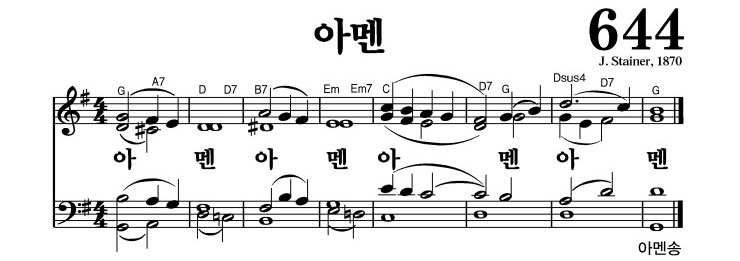 아멘
644
J. Stainer, 1870
G A7 D D7 B7 Em Em7 C D7 G Dsus4 D7 G
아 멘 아 멘 아 멘 아 멘
아멘송